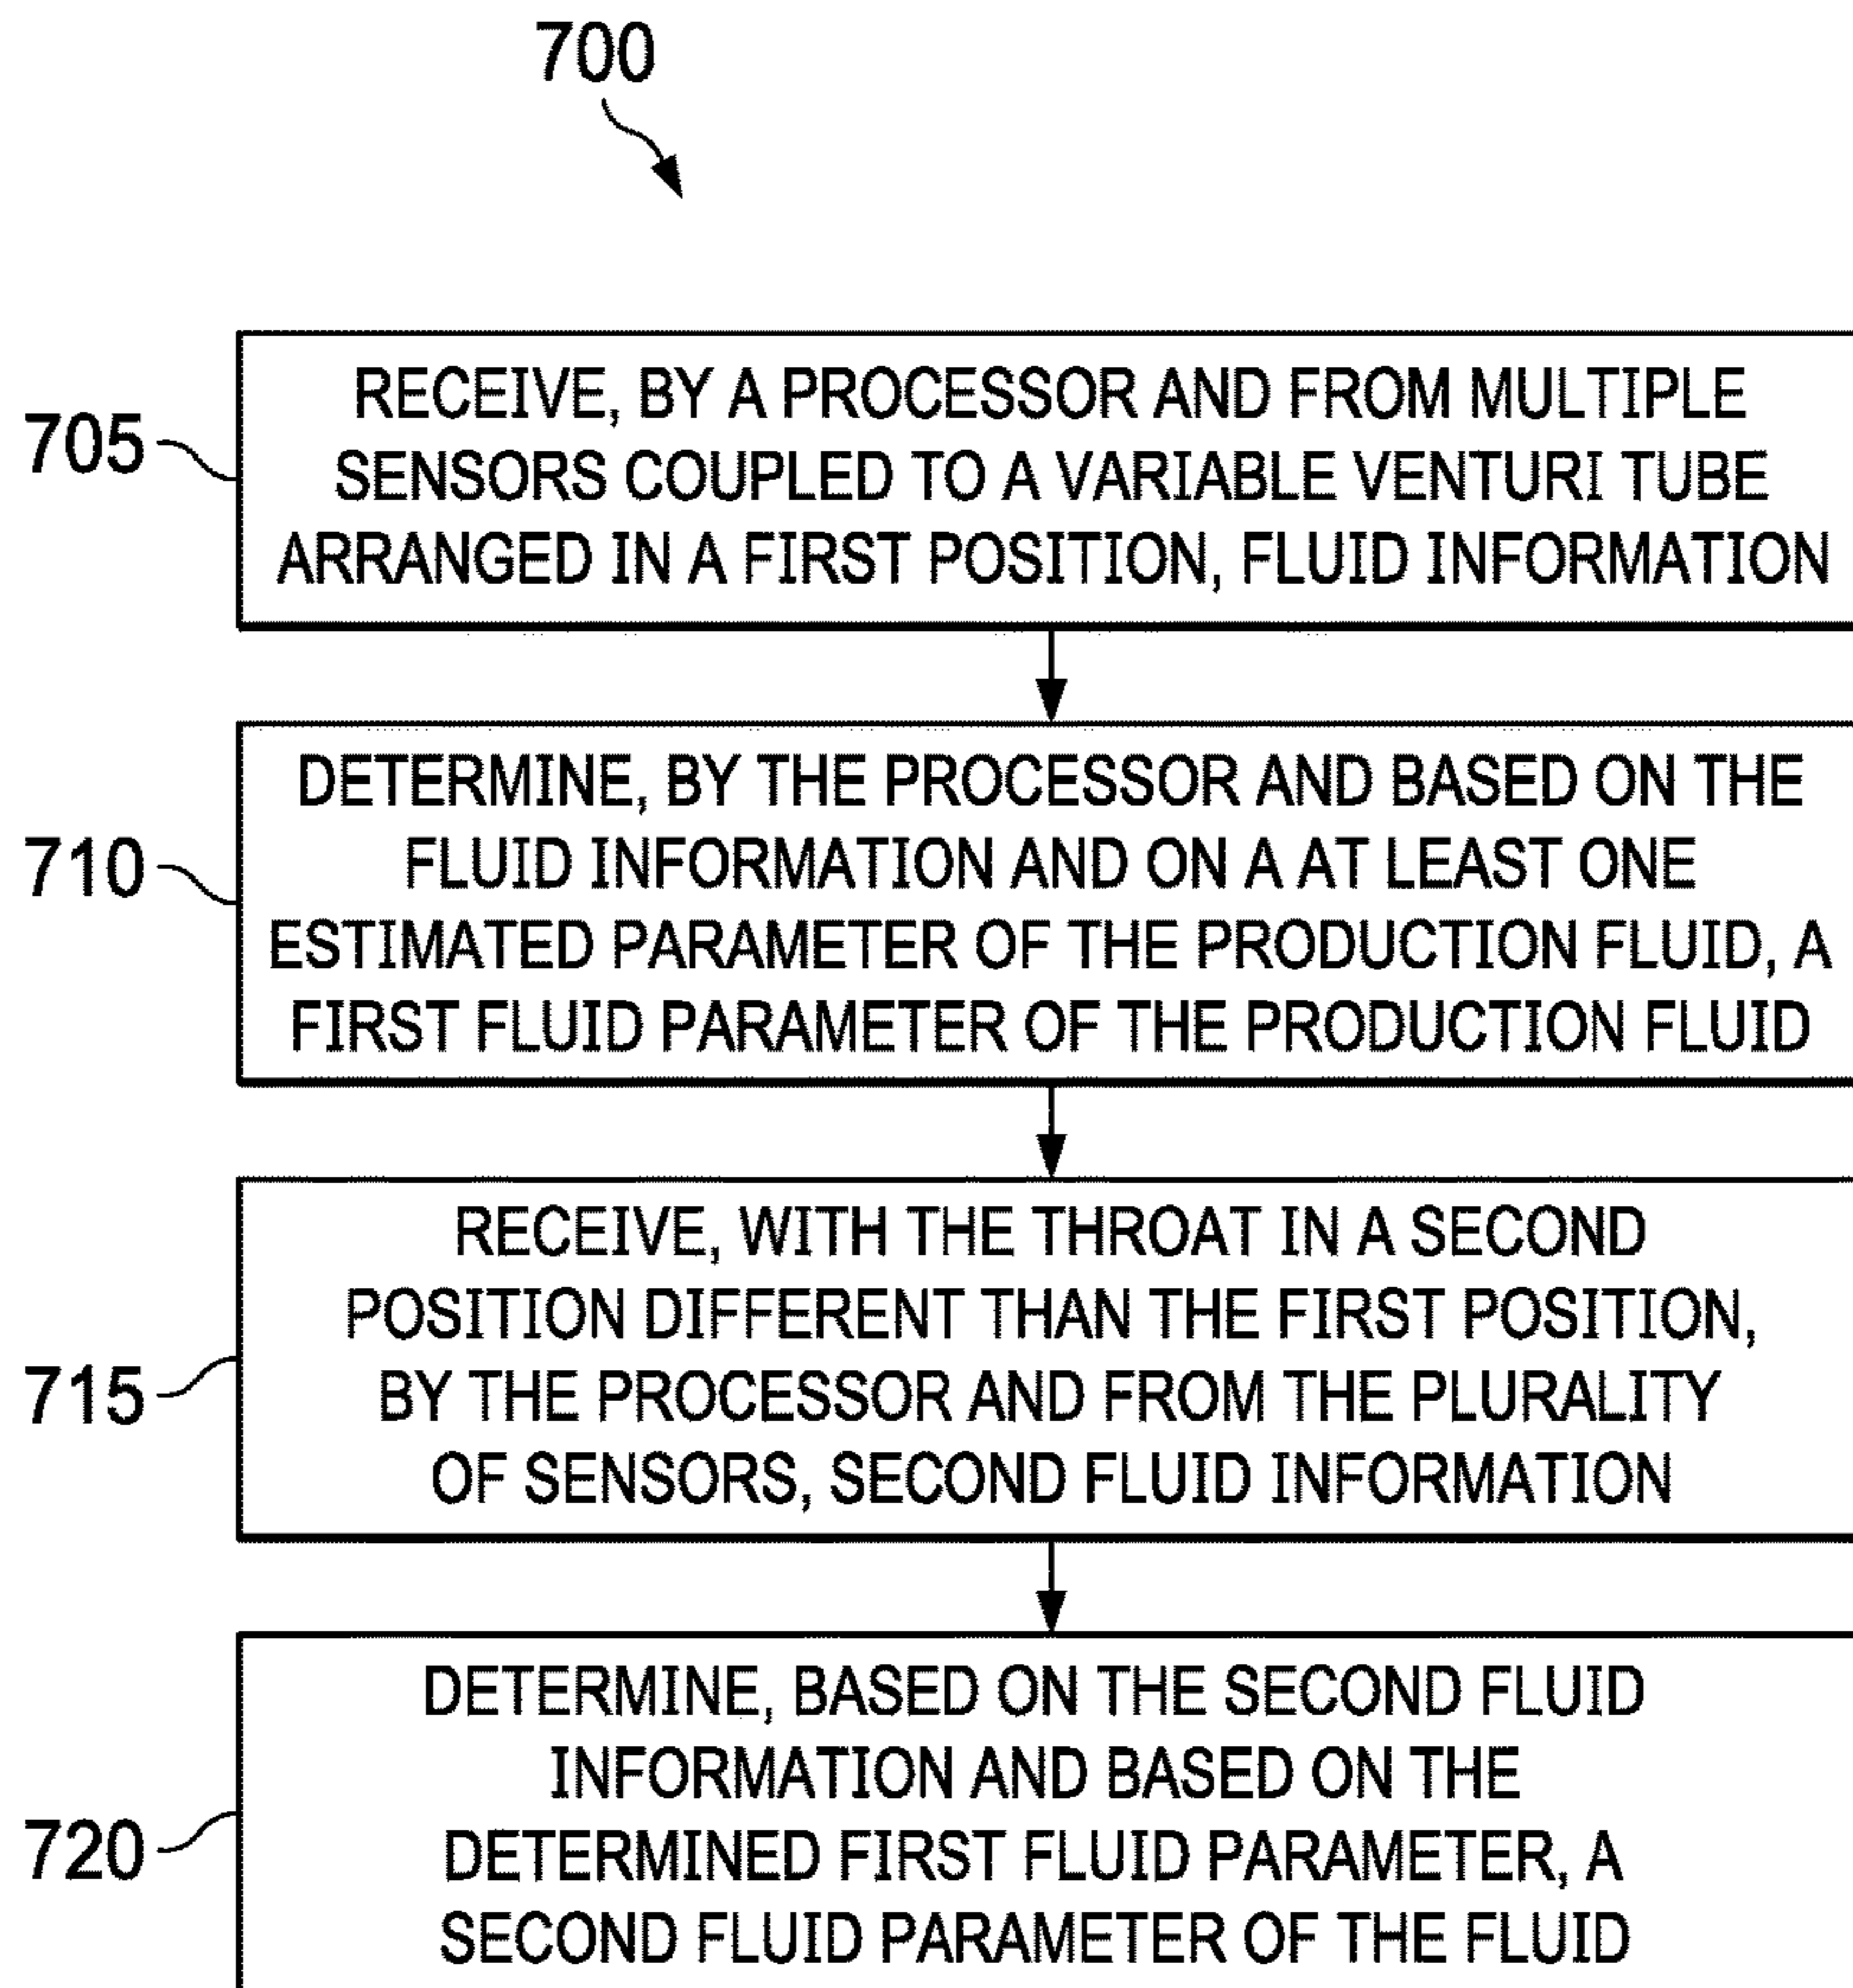 700
705
RECEIVE, BY A PROCESSOR AND FROM MULTIPLE
SENSORS COUPLED TO A VARIABLE VENTURI TUBE
ARRANGED IN A FIRST POSITION, FLUID INFORMATION
710
DETERMINE, BY THE PROCESSOR AND BASED ON THE
FLUID INFORMATION AND ON A AT LEAST ONE
ESTIMATED PARAMETER OF THE PRODUCTION FLUID, A
FIRST FLUID PARAMETER OF THE PRODUCTION FLUID
715
RECEIVE, WITH THE THROAT IN A SECOND
POSITION DIFFERENT THAN THE FIRST POSITION,
BY THE PROCESSOR AND FROM THE PLURALITY
OF SENSORS, SECOND FLUID INFORMATION
720
DETERMINE, BASED ON THE SECOND FLUID
INFORMATION AND BASED ON THE
DETERMINED FIRST FLUID PARAMETER, A
SECOND FLUID PARAMETER OF THE FLUID